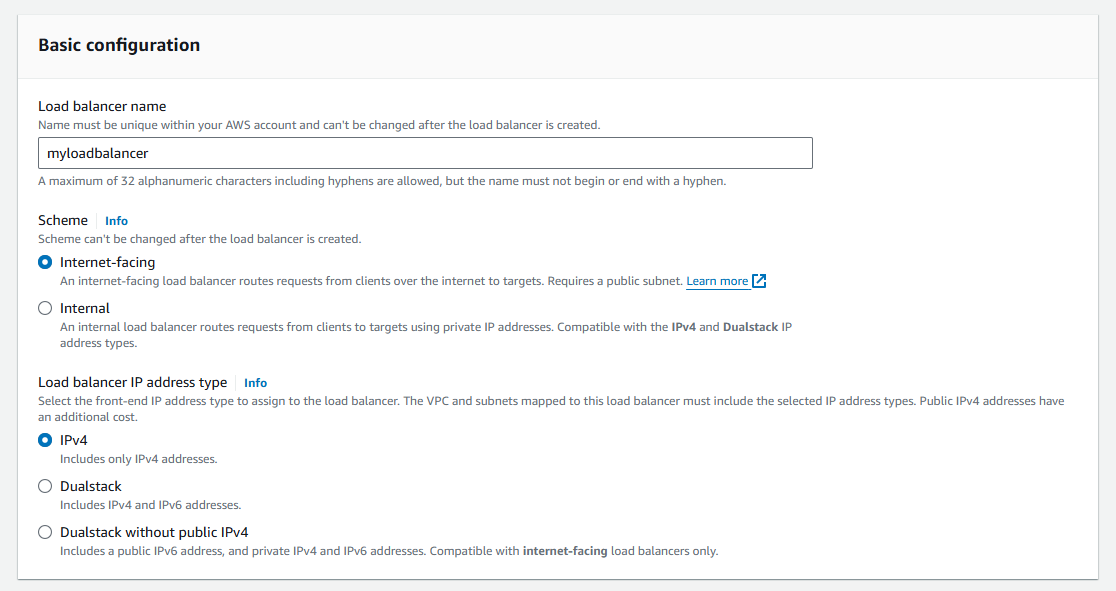 Basic configuration
Load balancer name
Name must be unique within your AWS account and can't be changed after the load balancer is created.
myloadbalancer
A maximum of 32 alphanumeric characters including hyphens are allowed, but the name must not begin or end with a hyphen.
Scheme Info
Scheme can't be changed after the load balancer is created.
Internet-facing
An internet-facing load balancer routes requests from clients over the internet to targets. Requires a public subnet. Learn more
Internal
An internal load balancer routes requests from clients to targets using private IP addresses. Compatible with the IPv4 and Dualstack IP
address types.
Load balancer IP address type Info
Select the front-end IP address type to assign to the load balancer. The VPC and subnets mapped to this load balancer must include the selected IP address types. Public IPv4 addresses have
an additional cost.
IPv4
Includes only IPv4 addresses.
Dualstack
Includes IPv4 and IPv6 addresses.
Dualstack without public IPv4
Includes a public IPv6 address, and private IPv4 and IPv6 addresses. Compatible with internet-facing load balancers only.